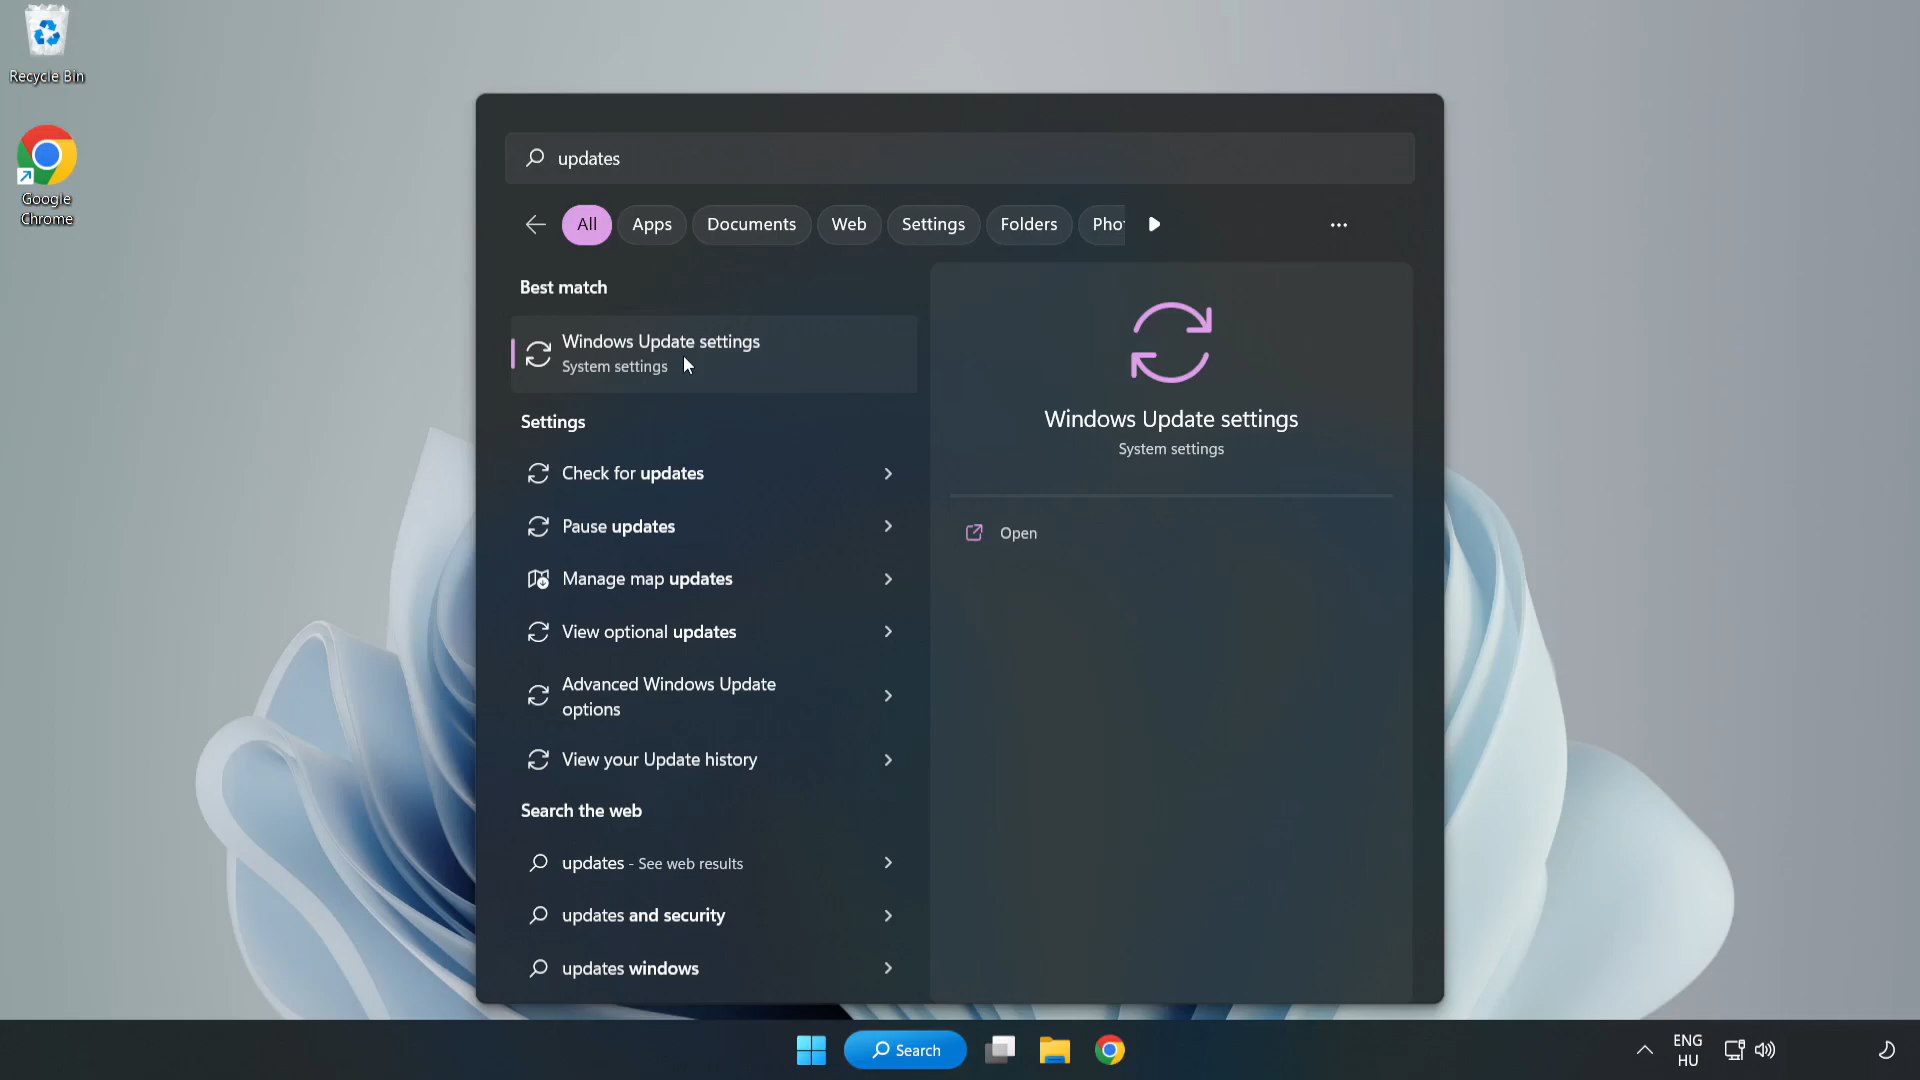 Recycle Bin
Google
Chrome
updates
All
Apps
Documents
Web
Settings
Folders
Pho
Best match
Windows Update settings
System settings
Settings
Check for updates
Pause updates
Manage map updates
View optional updates
Advanced Windows Update
options
View your Update history
Search the web
updates - See web results
updates and security
updates windows
Windows Update settings
System settings
Open
Search
ENG
HU